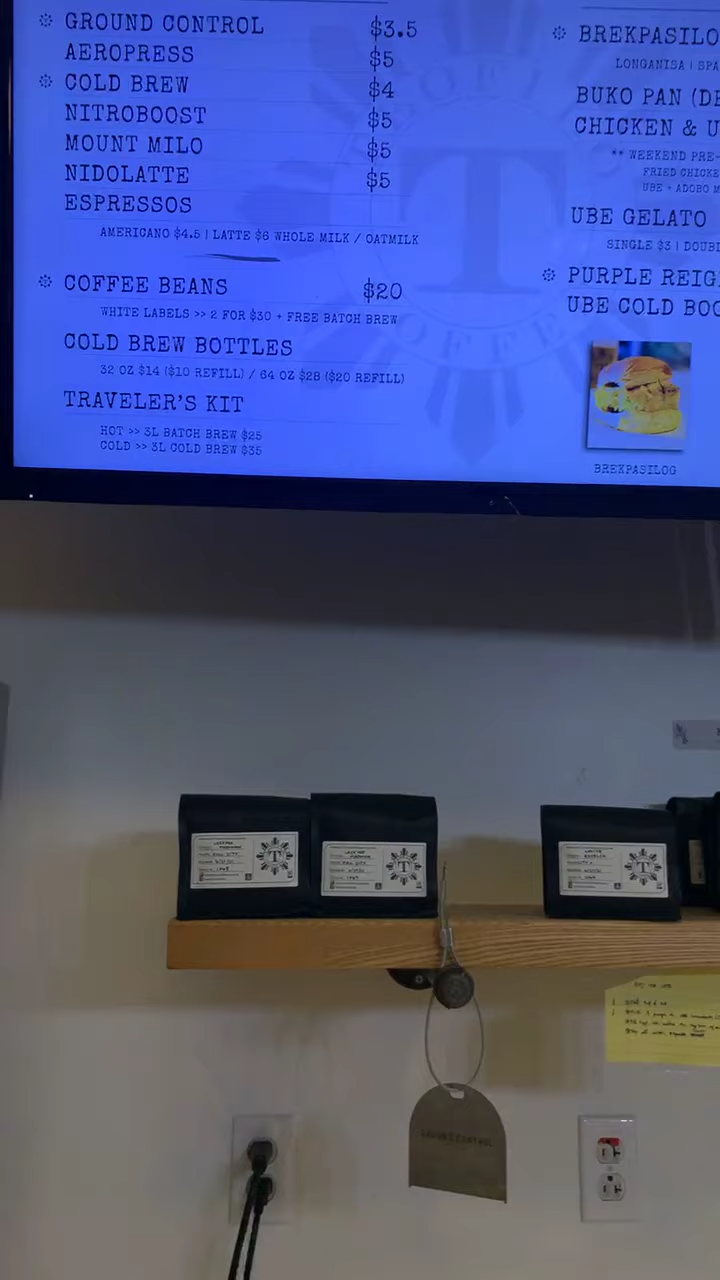 GROUND CONTROL $3.5
AEROPRESS $5
COLD BREW $4
NITROBOOST $5
MOUNT MILO $5
NIDOLATTE $5
ESPRESSOS
AMERICANO $4.5 | LATTE $6 WHOLE MILK / OATMILK
COFFEE BEANS $20
WHITE LABELS >> 2 FOR $30 + FREE BATCH BREW
COLD BREW BOTTLES
32 OZ $14 ($10 REFILL) / 64 OZ $28 ($20 REFILL)
TRAVELER'S KIT
HOT >> 3L BATCH BREW $25
COLD >> 3L COLD BREW $35
BREKPASILO
LONGANISA | SPA
BUKO PAN (DE
CHICKEN & U
** WEEKEND PRE-
FRIED CHICKE
UBE + ADOBO M
UBE GELATO
SINGLE $3 | DOUBL
PURPLE REIG
UBE COLD BOO
BREKPASILOG
T
OFFE
T
T
T